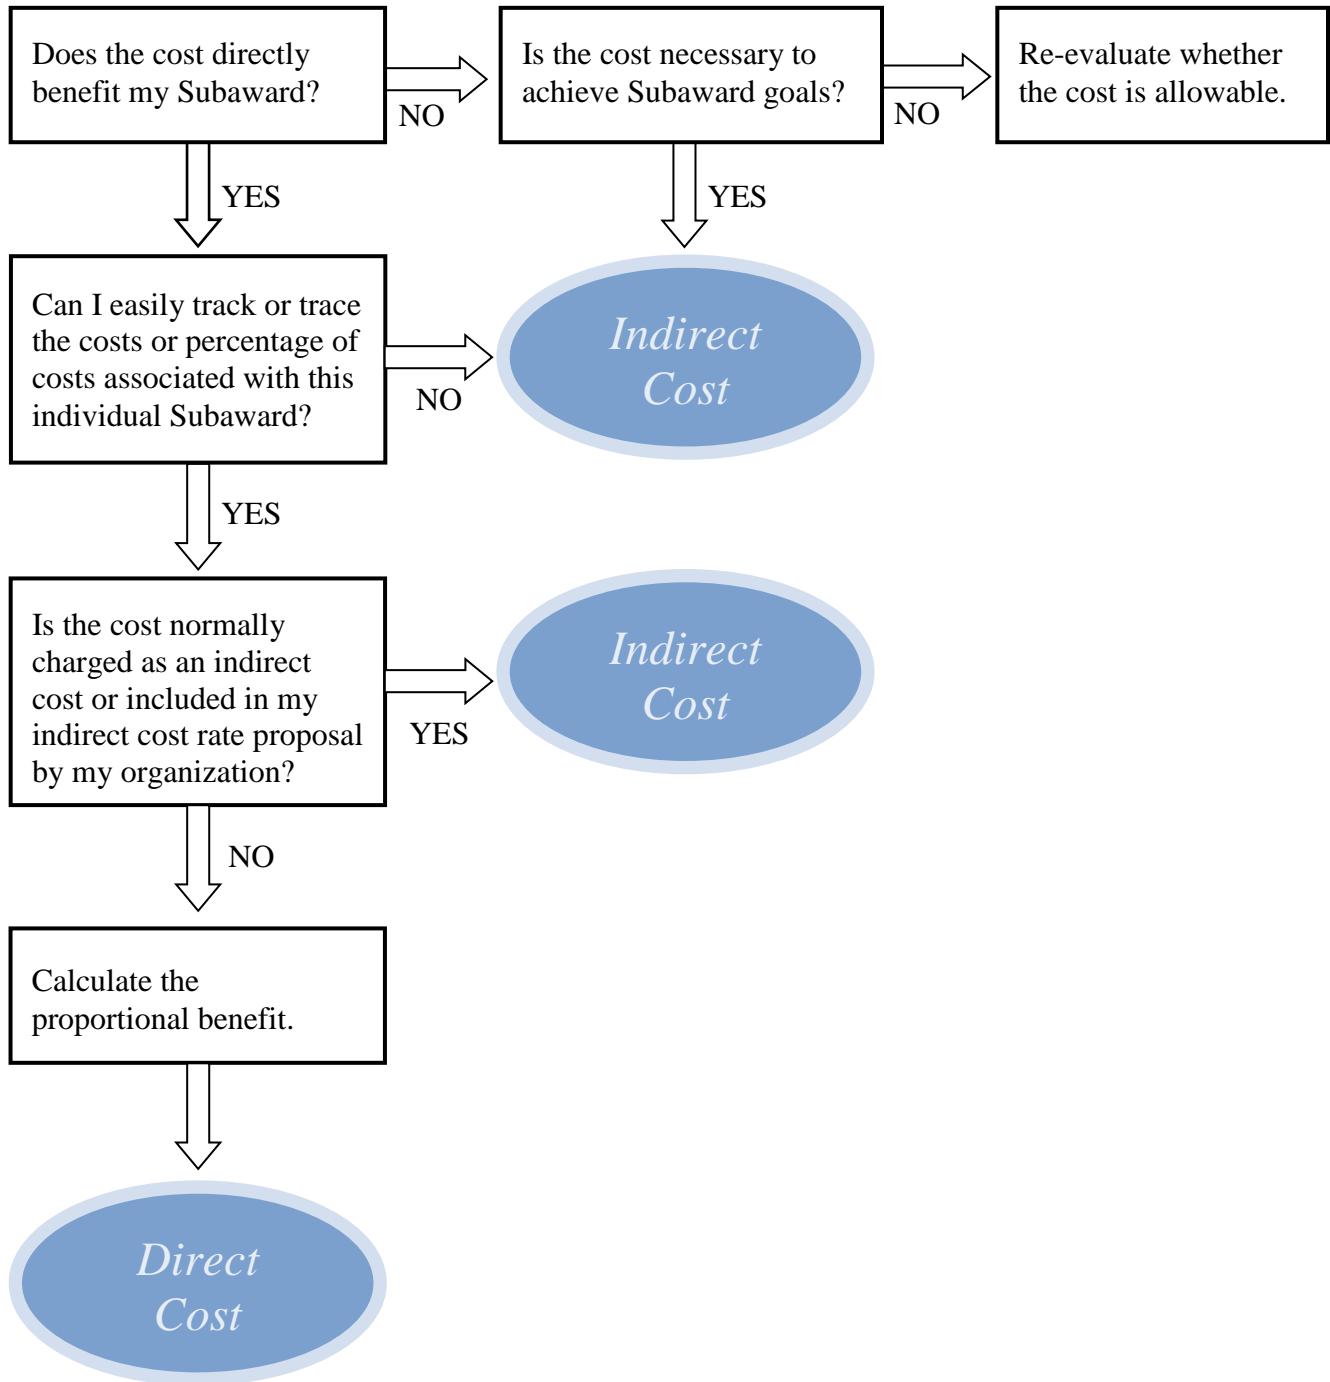 Does the cost directly
benefit my Subaward?
NO
Is the cost necessary to
achieve Subaward goals?
NO
Re-evaluate whether
the cost is allowable.
YES
YES
Can I easily track or trace
the costs or percentage of
costs associated with this
individual Subaward?
NO
Indirect
Cost
YES
Is the cost normally
charged as an indirect
cost or included in my
indirect cost rate proposal
by my organization?
YES
Indirect
Cost
NO
Calculate the
proportional benefit.
Direct
Cost